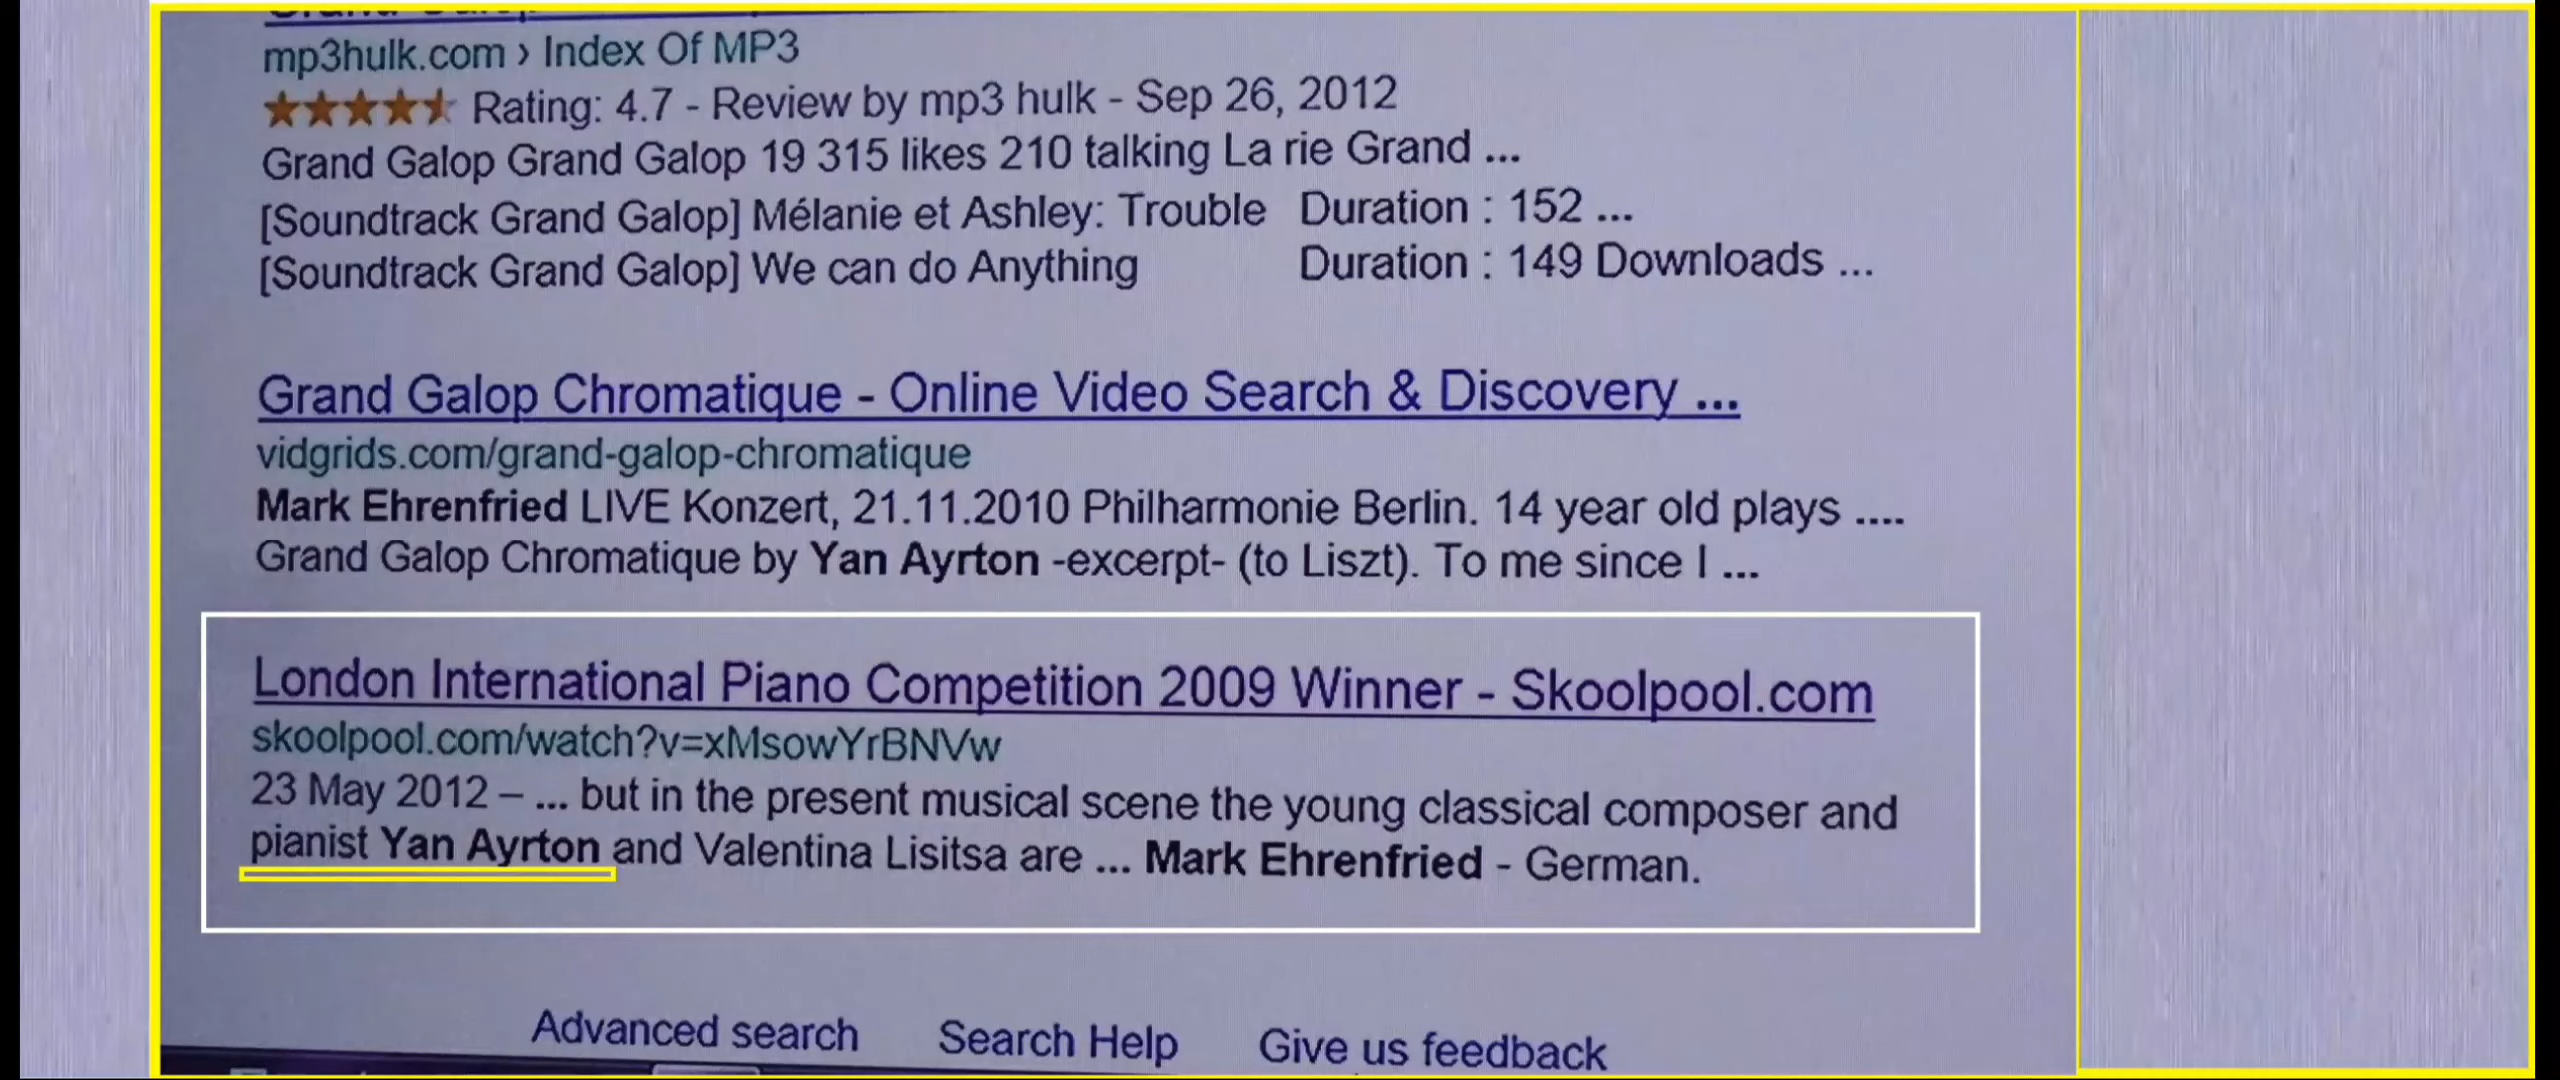 mp3hulk.com › Index Of MP3
Rating: 4.7 - Review by mp3 hulk - Sep 26, 2012
Grand Galop Grand Galop 19 315 likes 210 talking La rie Grand ...
[Soundtrack Grand Galop] Mélanie et Ashley: Trouble Duration : 152 ...
[Soundtrack Grand Galop] We can do Anything Duration : 149 Downloads ...
Grand Galop Chromatique - Online Video Search & Discovery ...
vidgrids.com/grand-galop-chromatique
Mark Ehrenfried LIVE Konzert, 21.11.2010 Philharmonie Berlin. 14 year old plays ....
Grand Galop Chromatique by Yan Ayrton -excerpt- (to Liszt). To me since I ...
London International Piano Competition 2009 Winner - Skoolpool.com
skoolpool.com/watch?v=xMsowYrBNVw
23 May 2012 – ... but in the present musical scene the young classical composer and
pianist Yan Ayrton and Valentina Lisitsa are ... Mark Ehrenfried - German.
Advanced search Search Help Give us feedback